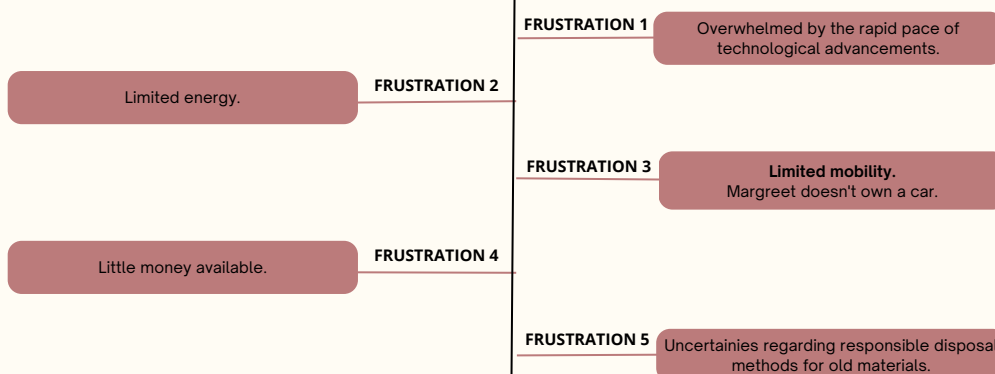 FRUSTRATION 1
Overwhelmed by the rapid pace of
technological advancements.
FRUSTRATION 2
Limited energy.
FRUSTRATION 3
Limited mobility.
Margreet doesn't own a car.
FRUSTRATION 4
Little money available.
FRUSTRATION 5
Uncertainies regarding responsible disposal
methods for old materials.